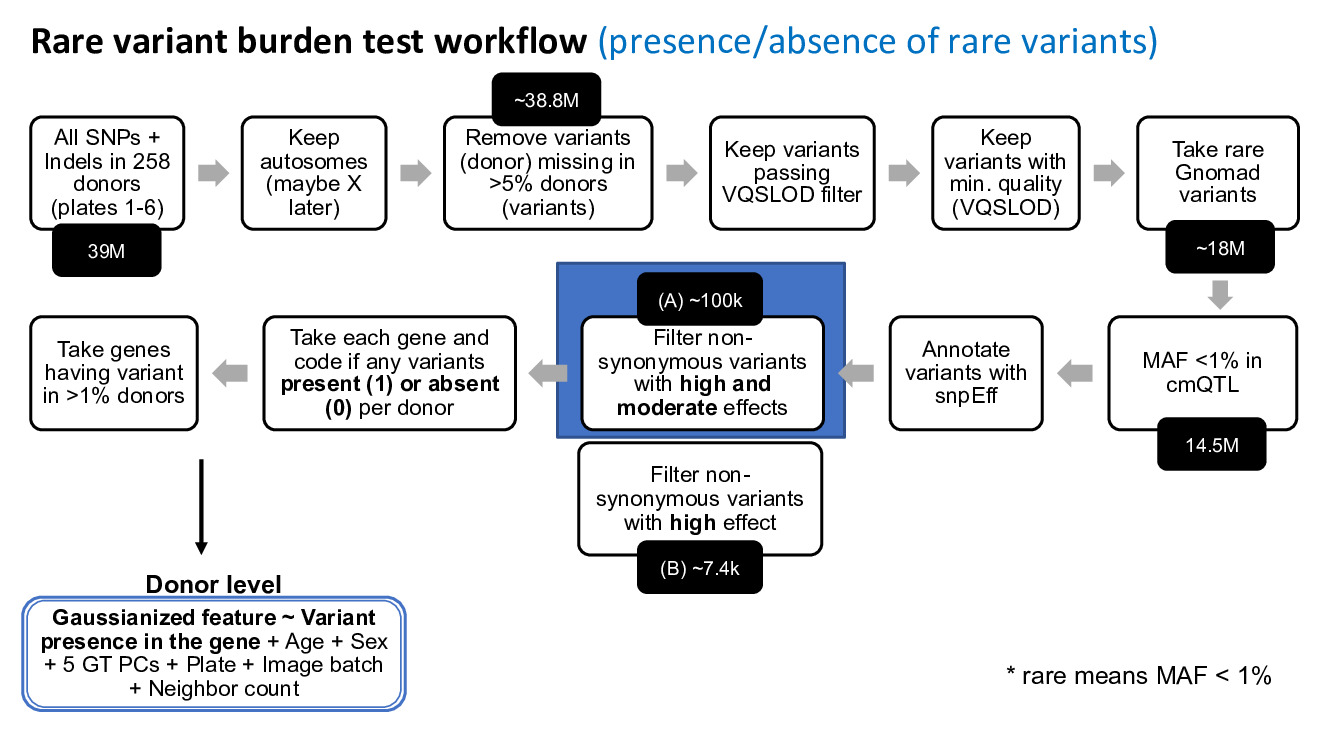 Rare variant burden test workflow (presence/absence of rare variants)
~38.8M
All SNPs +
Indels in 258
donors
(plates 1-6)
39M
Keep
autosomes
(maybe X
later)
Remove variants
(donor) missing in
>5% donors
(variants)
Keep variants
passing
VQSLOD filter
Keep
variants with
min. quality
(VQSLOD)
Take rare
Gnomad
variants
~18M
MAF <1% in
cmQTL
14.5M
Annotate
variants with
snpEff
(A) ~100k
Filter non-
synonymous variants
with high and
moderate effects
Filter non-
synonymous variants
with high effect
(B) ~7.4k
Take each gene and
code if any variants
present (1) or absent
(0) per donor
Take genes
having variant
in >1% donors
Donor level
Gaussianized feature ~ Variant
presence in the gene + Age + Sex
+ 5 GT PCs + Plate + Image batch
+ Neighbor count
* rare means MAF < 1%